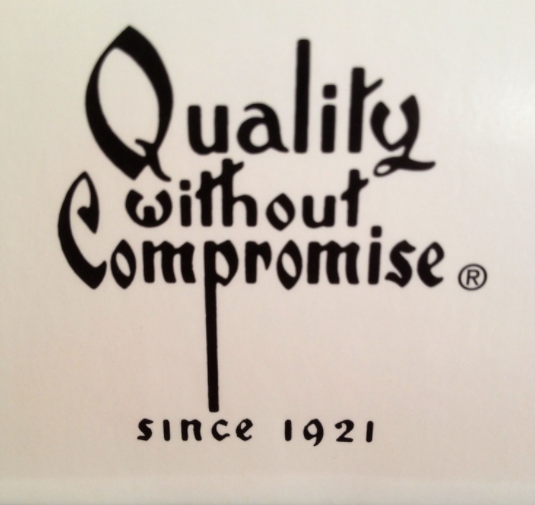 Quality
without
Compromise ®
since 1921